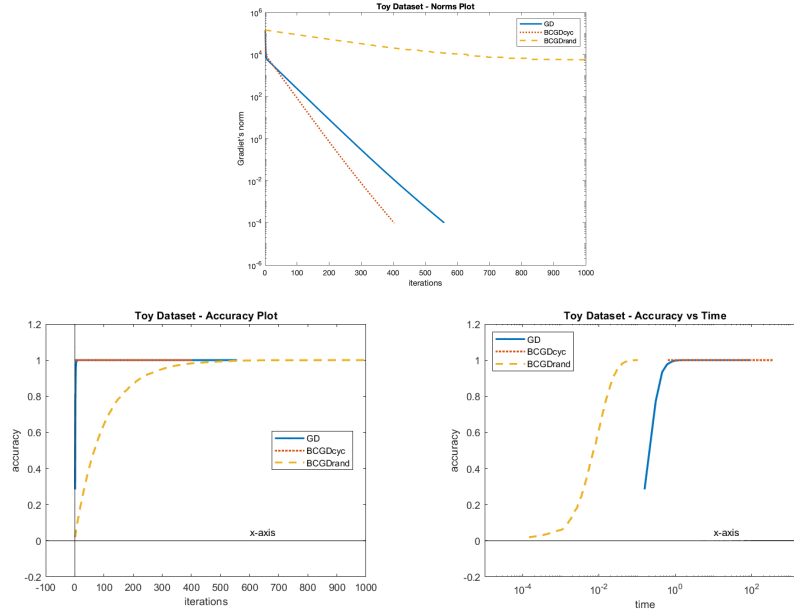 Toy Dataset - Norms Plot
Gradiet's norm
10^6
10^4
10^2
10^0
10^-2
10^-4
10^-6
GD
BCGDcyc
BCGDrand
0 100 200 300 400 500 600 700 800 900 1000
iterations
Toy Dataset - Accuracy Plot
accuracy
1.2
1
0.8
0.6
0.4
0.2
0
-0.2
GD
BCGDcyc
BCGDrand
x-axis
-100 0 100 200 300 400 500 600 700 800 900 1000
iterations
Toy Dataset - Accuracy vs Time
accuracy
1.2
1
0.8
0.6
0.4
0.2
0
-0.2
GD
BCGDcyc
BCGDrand
x-axis
10^-4 10^-2 10^0 10^2
time